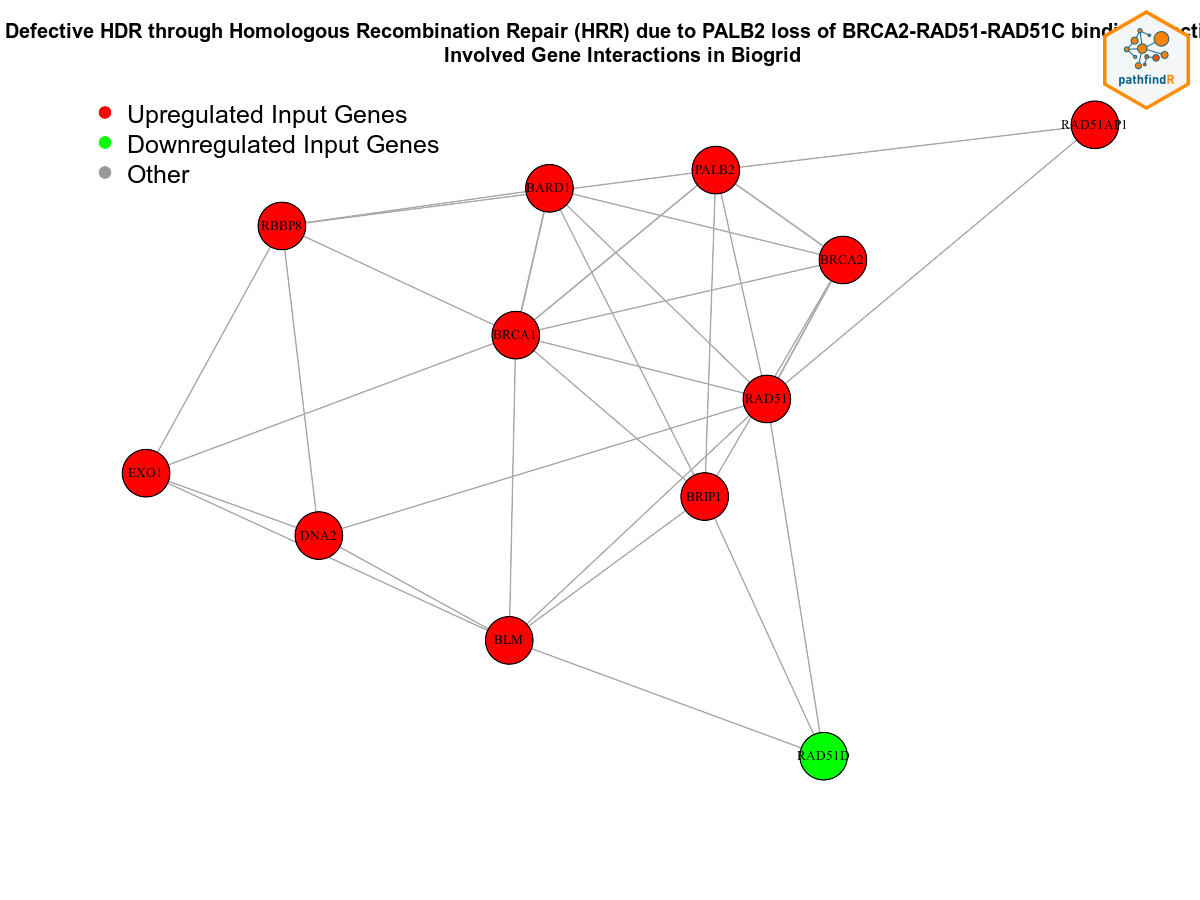 Defective HDR through Homologous Recombination Repair (HRR) due to PALB2 loss of BRCA2-RAD51-RAD51C
Involved Gene Interactions in Biogrid
pathfindR
Upregulated Input Genes
Downregulated Input Genes
Other
RAD51AP1
PALB2
BARD1
RBBP8
BRCA2
BRCA1
RAD51
EXO1
BRIP1
DNA2
BLM
RAD51D